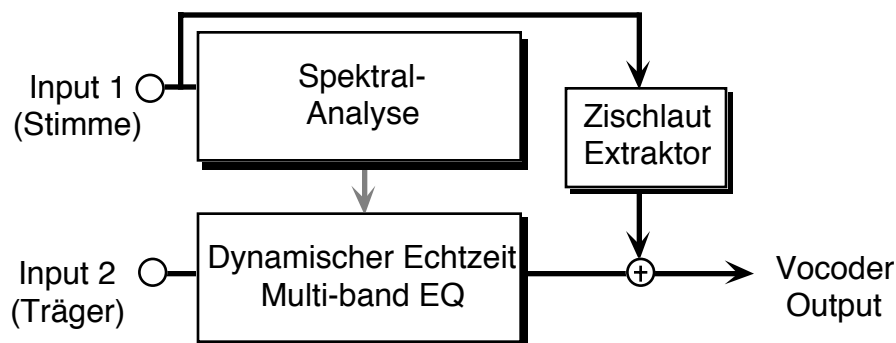 Input 1
(Stimme)
Spektral-
Analyse
Zischlaut
Extraktor
Input 2
(Träger)
Dynamischer Echtzeit
Multi-band EQ
+
Vocoder
Output